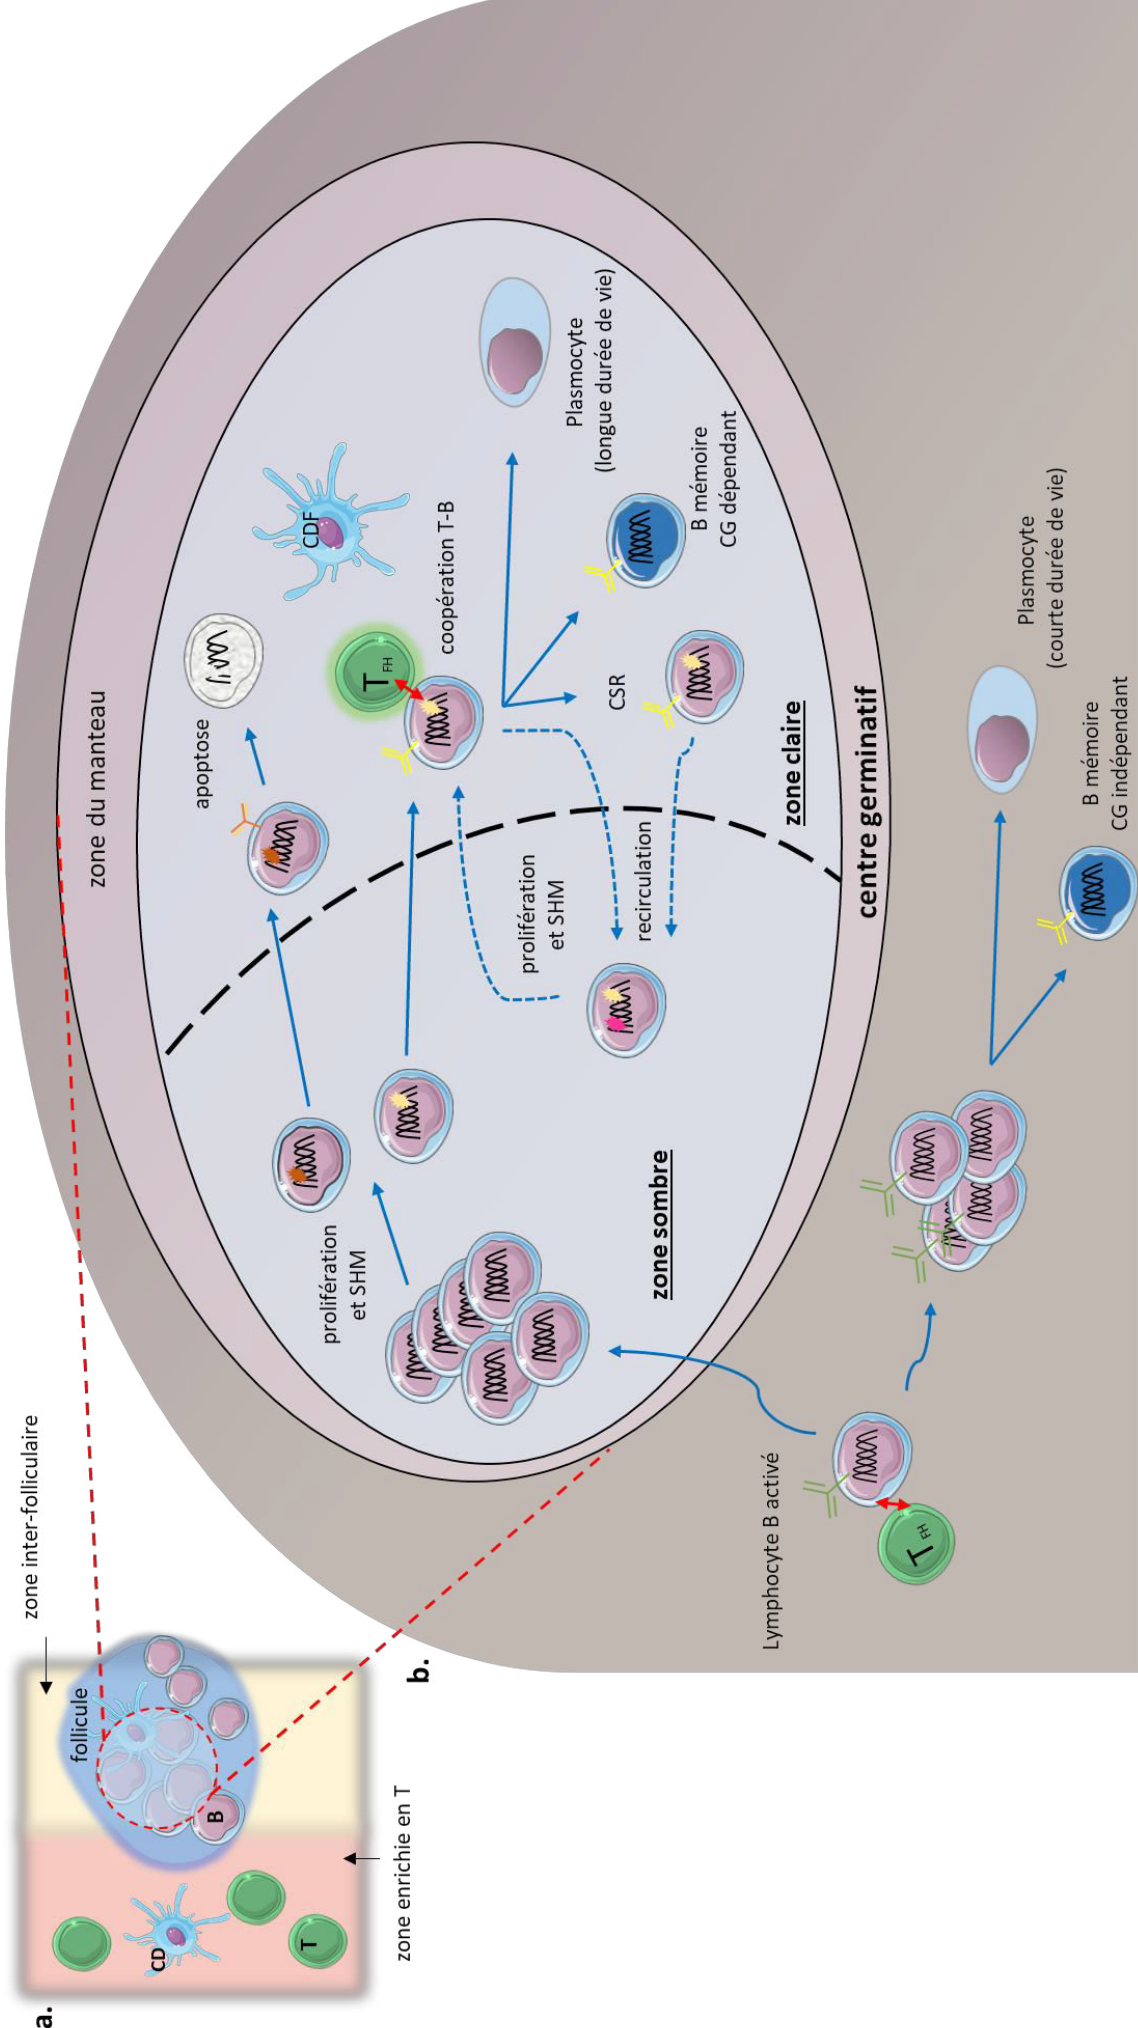 a.
zone inter-folliculaire
follicule
B
CD
T
zone enrichie en T
b.
zone du manteau
apoptose
CDF
prolifération
et SHM
T FH
coopération T-B
Plasmocyte
(longue durée de vie)
B mémoire
CG dépendant
CSR
prolifération
et SHM
recirculation
zone sombre
zone claire
centre germinatif
Lymphocyte B activé
T FH
Plasmocyte
(courte durée de vie)
B mémoire
CG indépendant